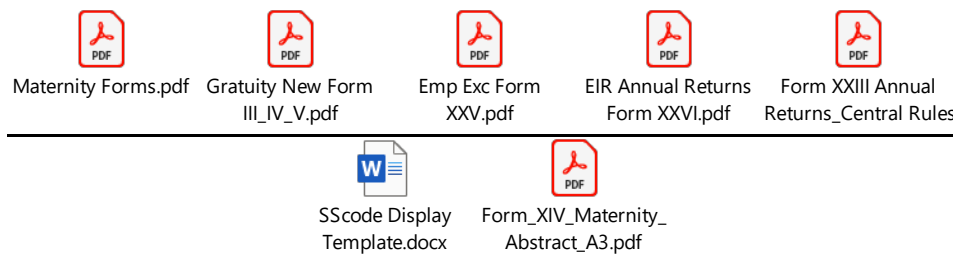 PDF PDF PDF PDF PDF
Maternity Forms.pdf Gratuity New Form Emp Exc Form EIR Annual Returns Form XXIII Annual
III_IV_V.pdf XXV.pdf Form XXVI.pdf Returns_Central Rules
W PDF
SScode Display Form_XIV_Maternity_
Template.docx Abstract_A3.pdf